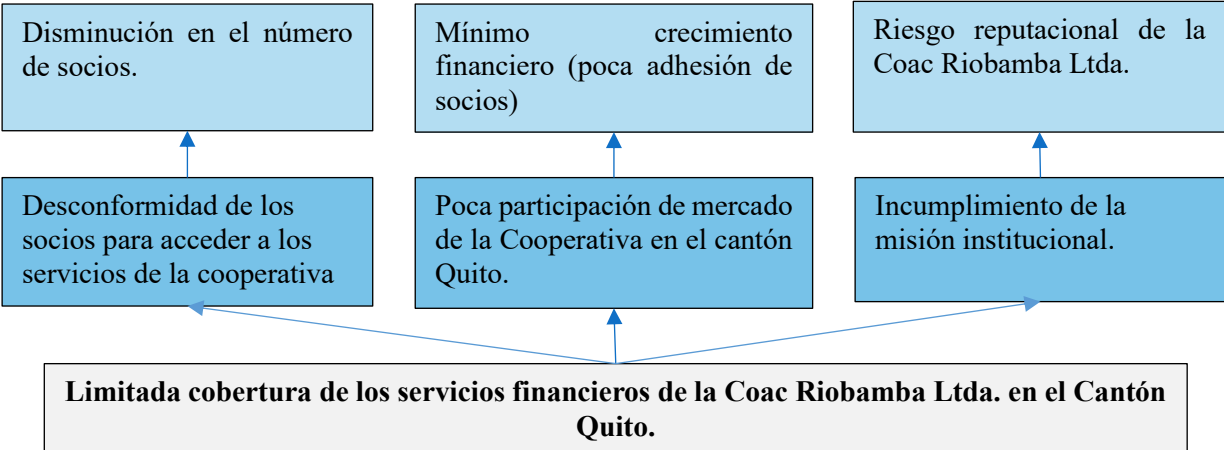 Disminución en el número
de socios.
Mínimo crecimiento
financiero (poca adhesión de
socios)
Riesgo reputacional de la
Coac Riobamba Ltda.
Desconformidad de los
socios para acceder a los
servicios de la cooperativa
Poca participación de mercado
de la Cooperativa en el cantón
Quito.
Incumplimiento de la
misión institucional.
Limitada cobertura de los servicios financieros de la Coac Riobamba Ltda. en el Cantón
Quito.